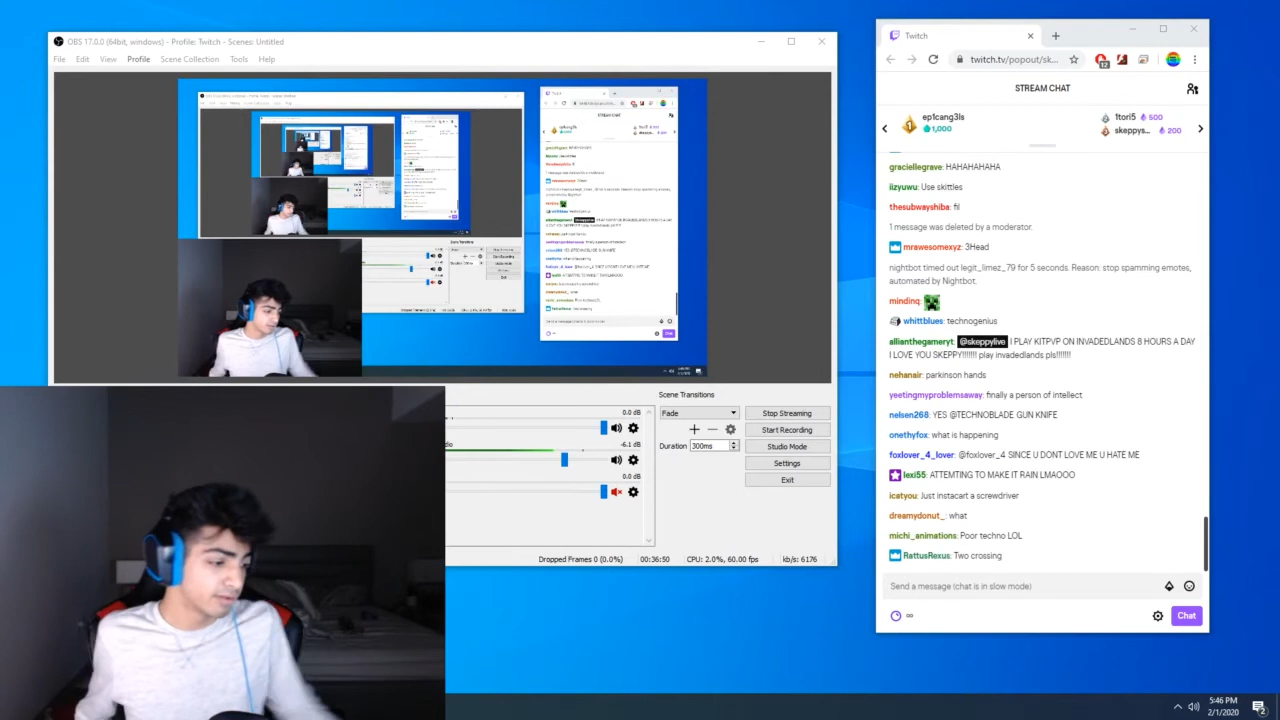 OBS 17.0.0 (64bit, windows) - Profile: Twitch - Scenes: Untitled
File Edit View Profile Scene Collection Tools Help
0.0 dB
-6.1 dB
0.0 dB
Scene Transitions
Fade
Duration 300ms
Stop Streaming
Start Recording
Studio Mode
Settings
Exit
Dropped Frames 0 (0.0%) 00:36:50 CPU: 2.0%, 60.00 fps kb/s: 6176
Twitch
twitch.tv/popout/sk...
12
STREAM CHAT
ep1cang3ls
1,000
ttori5 500
skeppys... 200
graciellegrave: HAHAHAHAHA
iizyuwu: Use skittles
thesubwayshiba: fil
1 message was deleted by a moderator.
mrawesomexyz: 3Head
nightbot timed out legit_limez_79 for 5 seconds. Reason: stop spamming emotes,
automated by Nightbot.
mindinq:
whittblues: technogenius
allianthegameryt: @skeppylive I PLAY KITPVP ON INVADEDLANDS 8 HOURS A DAY
I LOVE YOU SKEPPY!!!!!!! play invadedlands pls!!!!!!!
nehanair: parkinson hands
yeetingmyproblemsaway: finally a person of intellect
nelsen268: YES @TECHNOBLADE GUN KNIFE
onethyfox: what is happening
foxlover_4_lover: @foxlover_4 SINCE U DONT LOVE ME U HATE ME
lexi55: ATTEMTING TO MAKE IT RAIN LMAOOO
icatyou: Just instacart a screwdriver
dreamydonut_: what
michi_animations: Poor techno LOL
RattusRexus: Two crossing
Send a message (chat is in slow mode)
∞
Chat
5:46 PM
2/1/2020
2